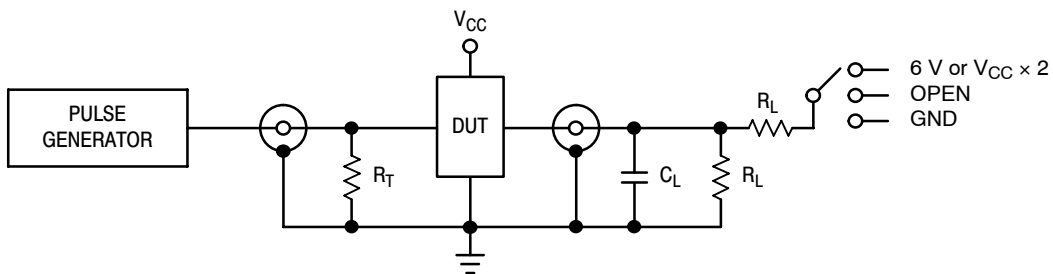 V_CC
PULSE
GENERATOR
DUT
R_T
C_L
R_L
R_L
6 V or V_CC × 2
OPEN
GND